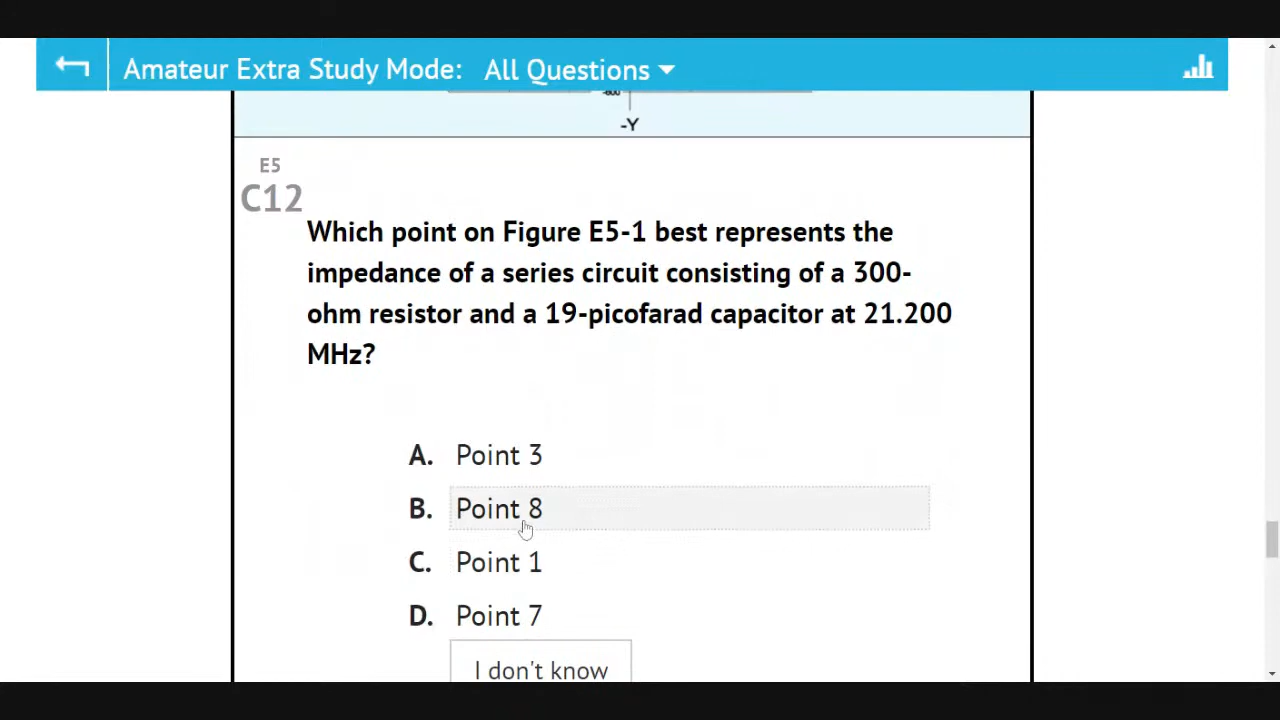 Amateur Extra Study Mode: All Questions
-800
-Y
E5
C12
Which point on Figure E5-1 best represents the
impedance of a series circuit consisting of a 300-
ohm resistor and a 19-picofarad capacitor at 21.200
MHz?
A. Point 3
B. Point 8
C. Point 1
D. Point 7
I don't know